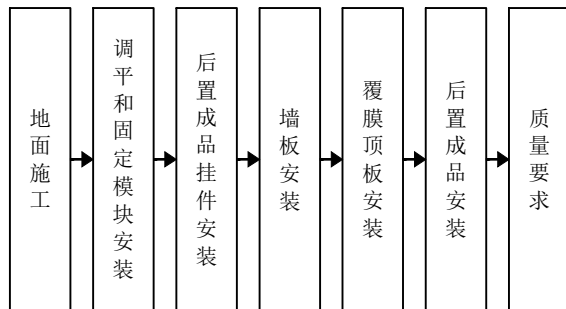 地面施工
调平和固定模块安装
后置成品挂件安装
墙板安装
覆膜顶板安装
后置成品安装
质量要求